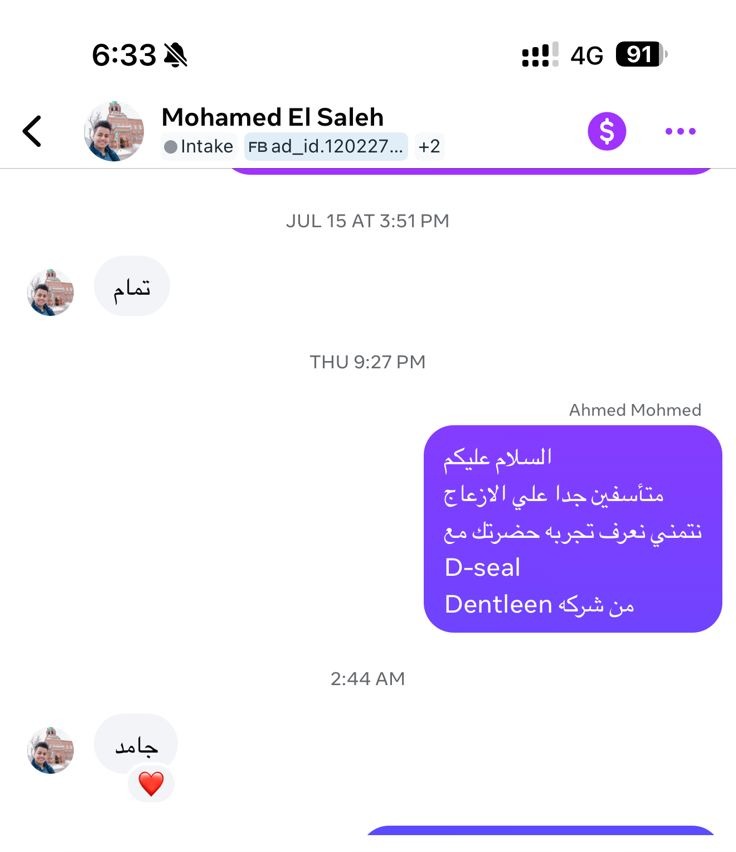 6:33
4G 91
Mohamed El Saleh
Intake FB ad_id.120227... +2
JUL 15 AT 3:51 PM
تمام
THU 9:27 PM
Ahmed Mohmed
السلام عليكم
متأسفين جدا علي الازعاج
نتمني نعرف تجربه حضرتك مع
D-seal
من شركه Dentleen
2:44 AM
جامد